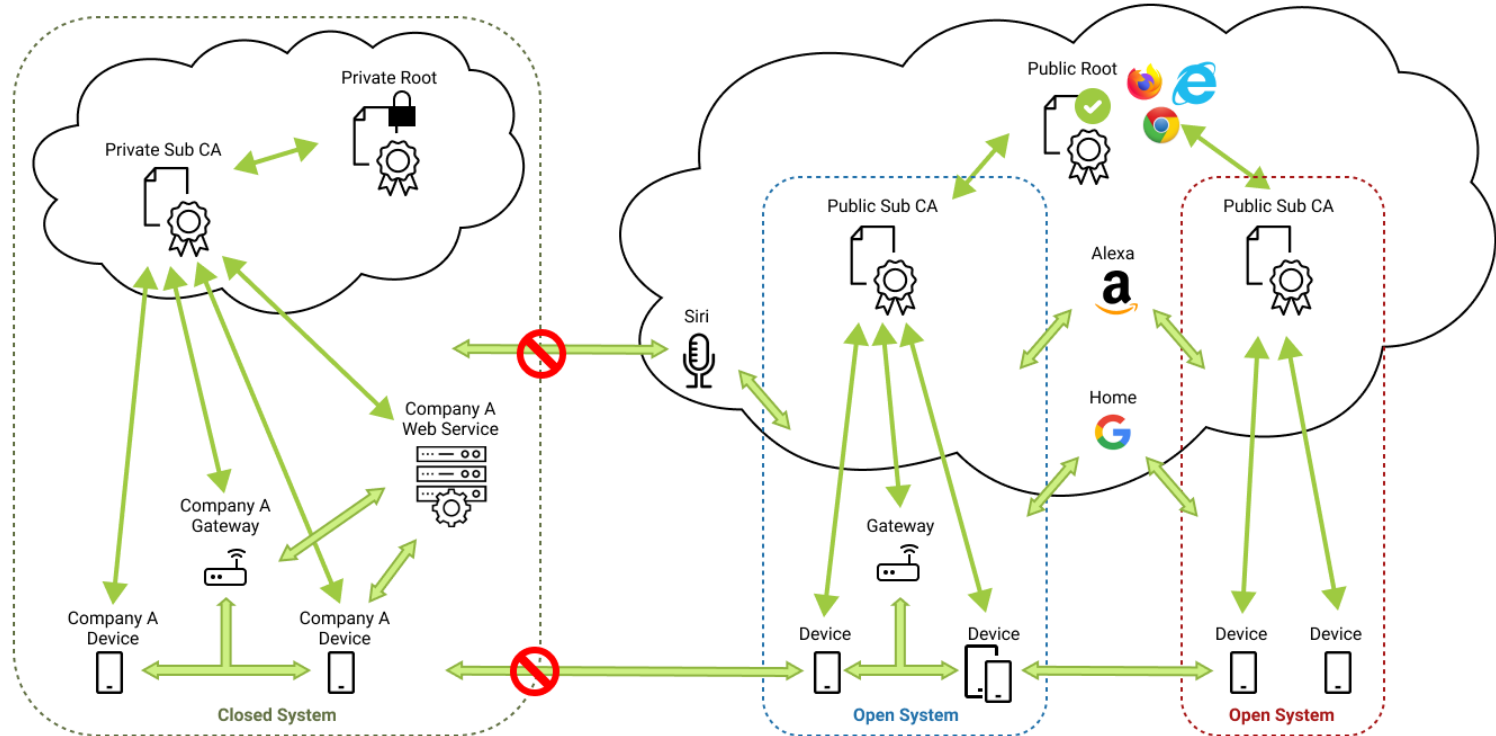 Private Root
Private Sub CA
Company A
Web Service
Company A
Gateway
Company A
Device
Company A
Device
Closed System
Public Root
Public Sub CA
Public Sub CA
Alexa
a
Siri
Home
G
Gateway
Device
Device
Device
Device
Open System
Open System